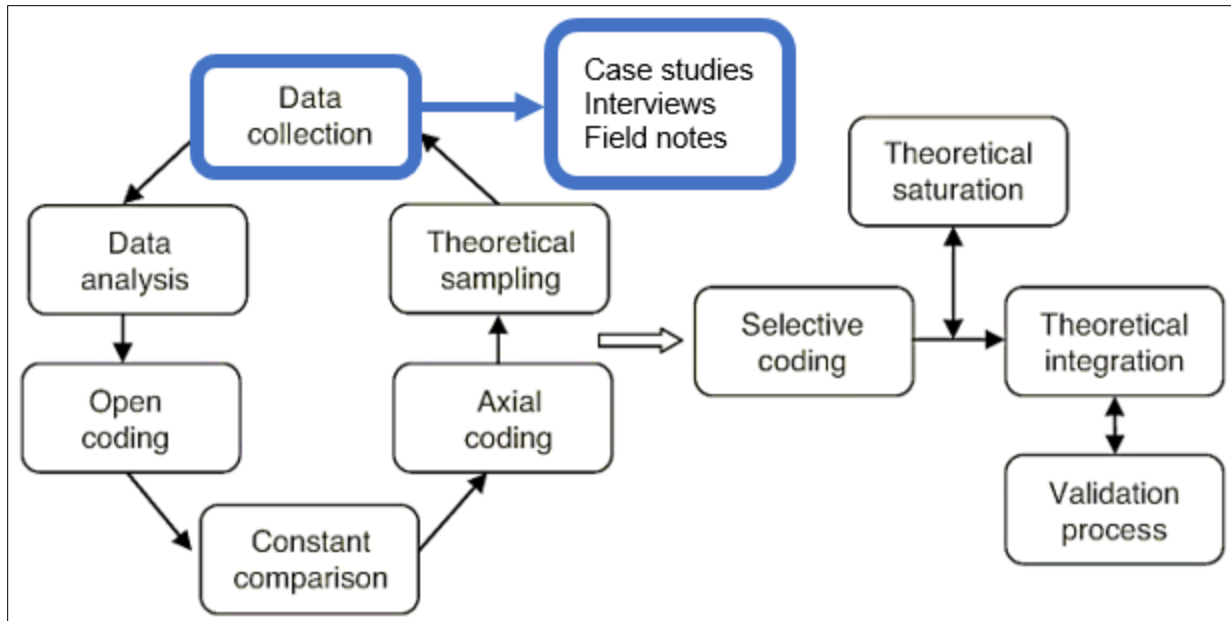 Data
collection
Case studies
Interviews
Field notes
Theoretical
saturation
Data
analysis
Theoretical
sampling
Selective
coding
Theoretical
integration
Open
coding
Axial
coding
Validation
process
Constant
comparison